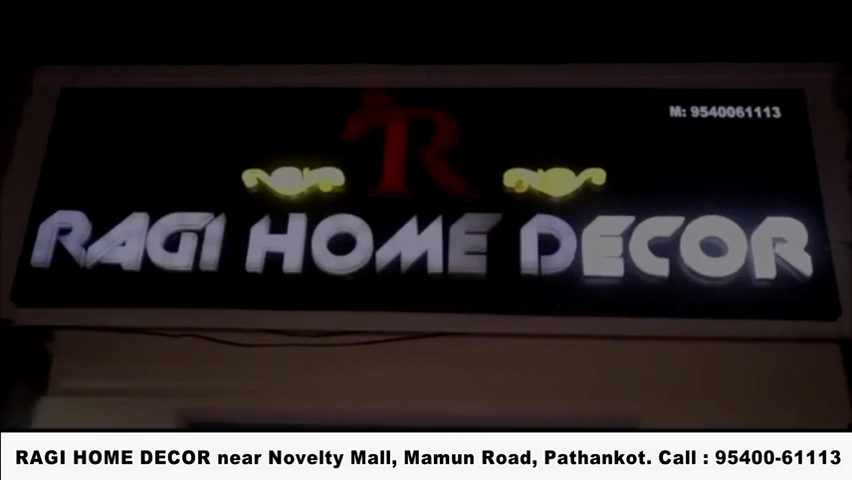 M: 9540061113
R
RAGI HOME DECOR
RAGI HOME DECOR near Novelty Mall, Mamun Road, Pathankot. Call : 95400-61113